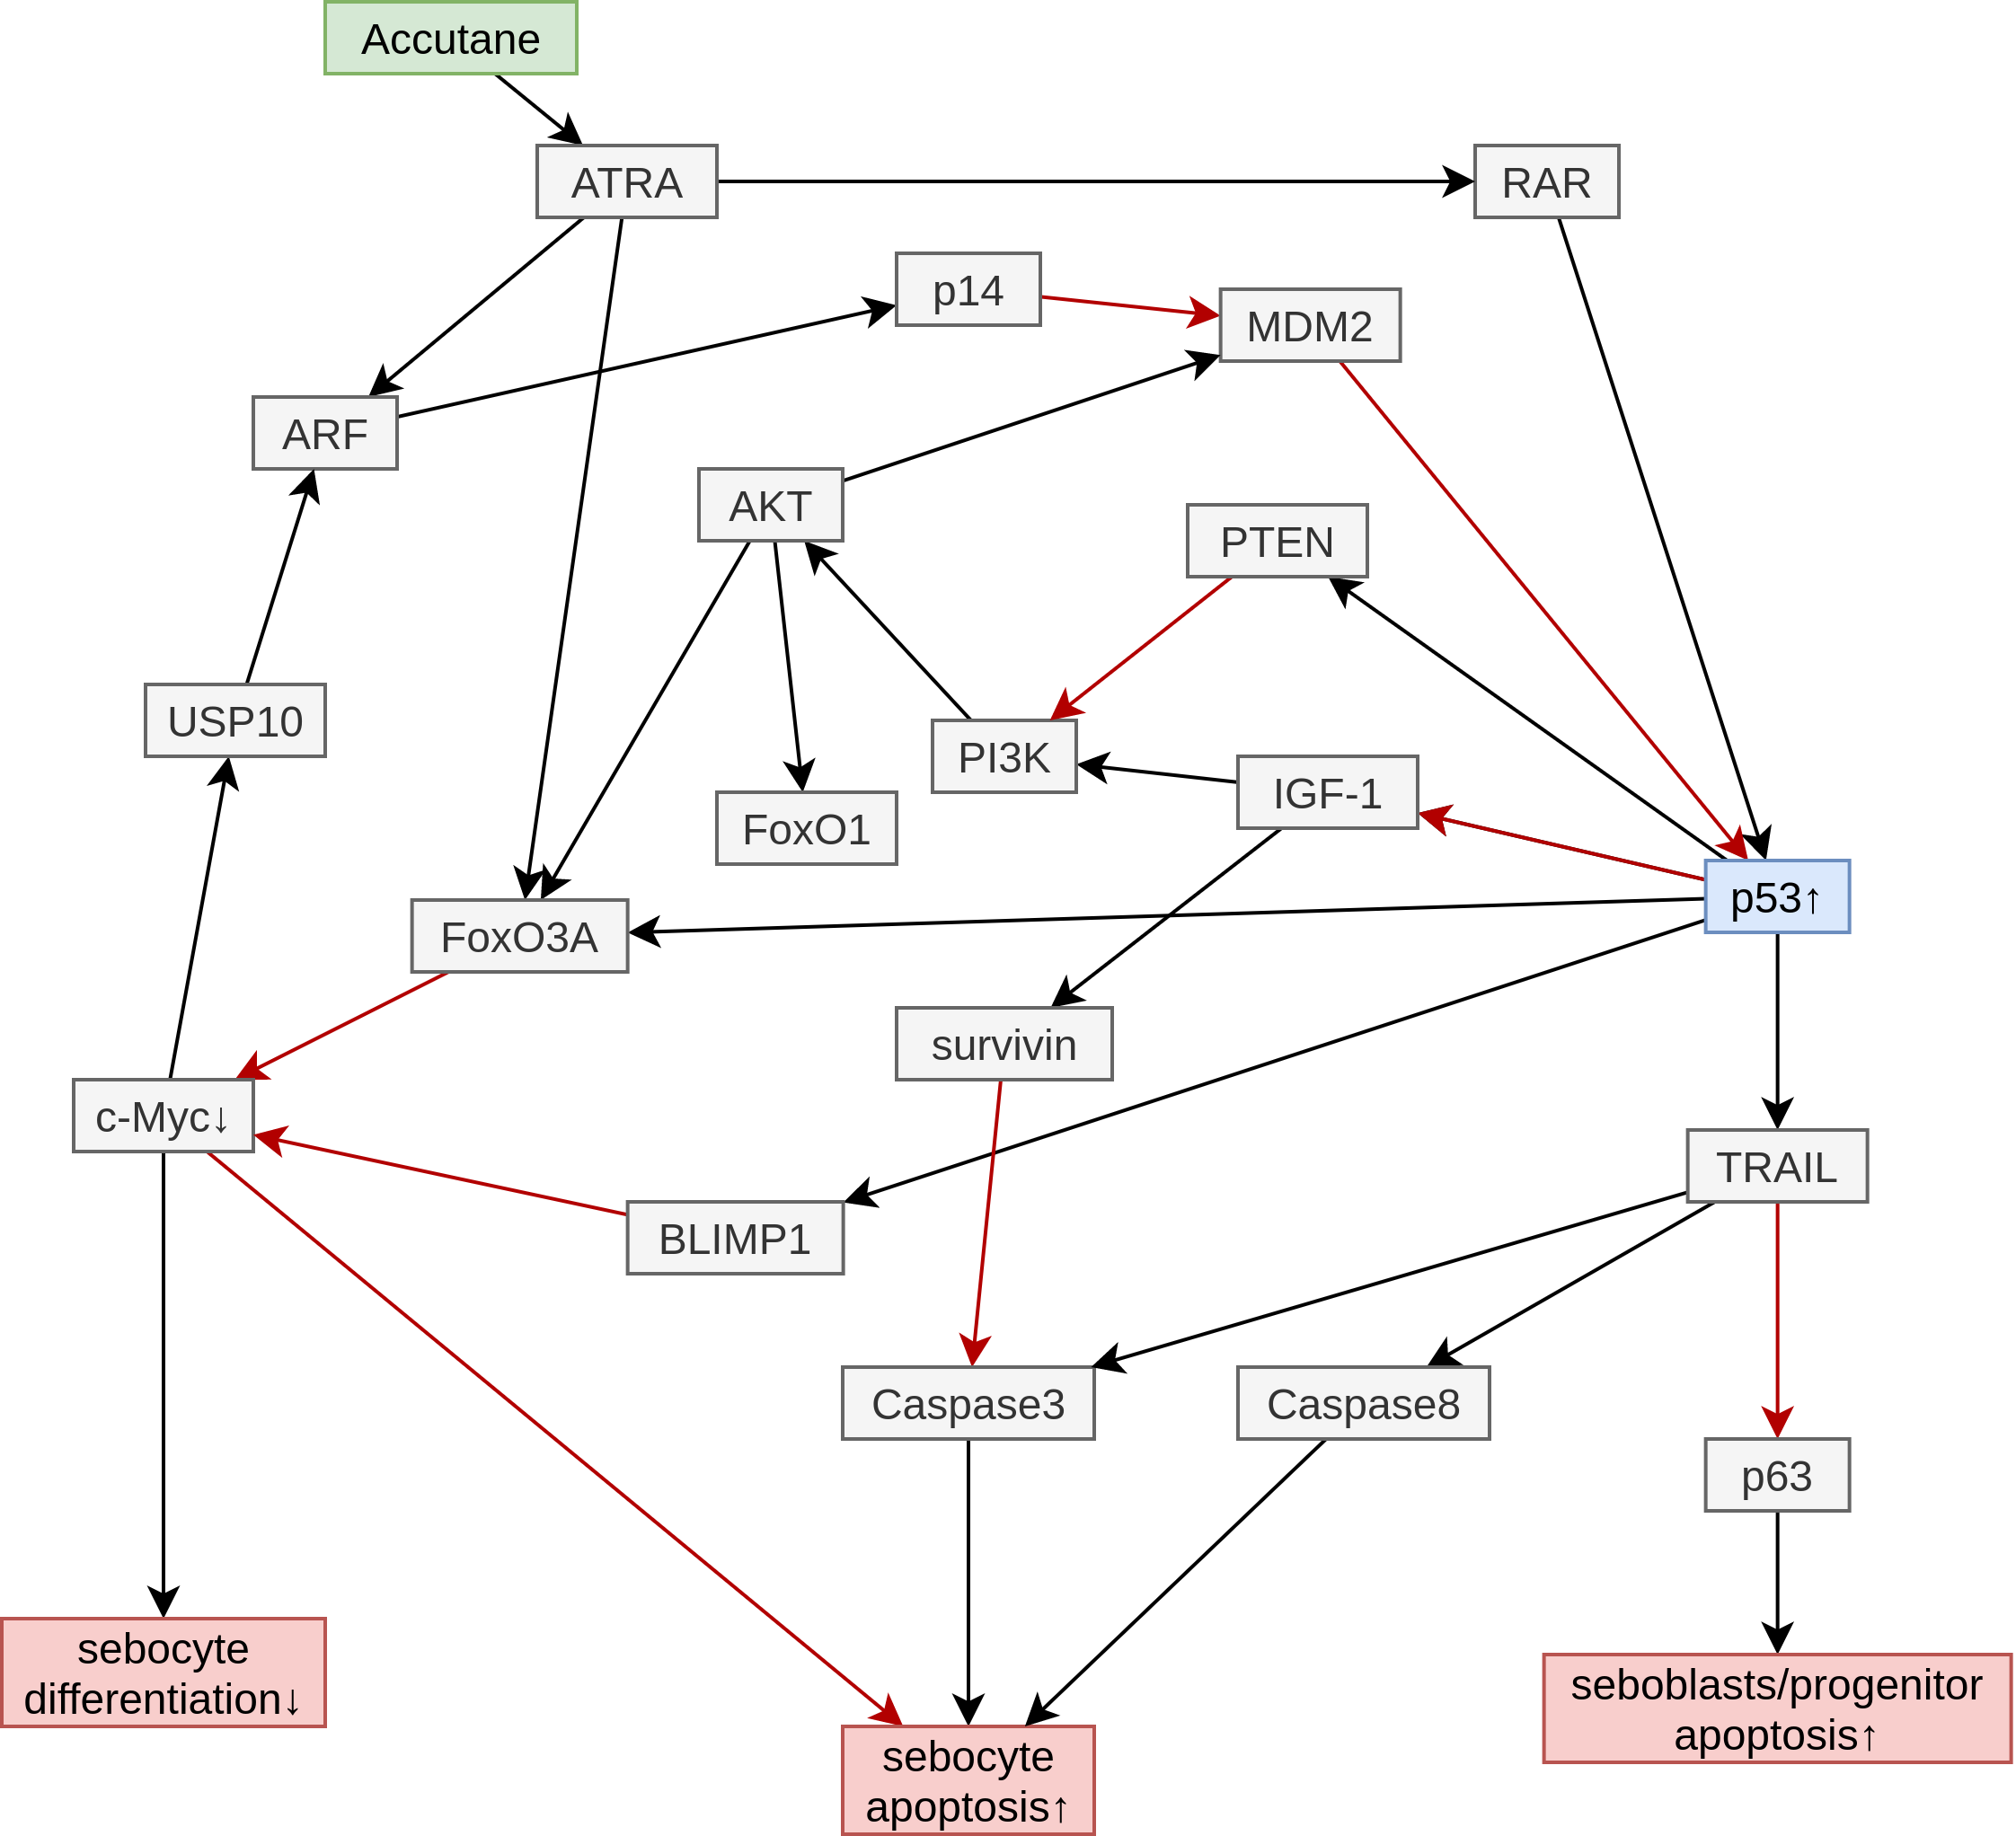 Accutane
ATRA
RAR
p14
MDM2
ARF
AKT
PTEN
USP10
PI3K
IGF-1
FoxO1
p53↑
FoxO3A
survivin
c-Myc↓
TRAIL
BLIMP1
Caspase3
Caspase8
p63
sebocyte
differentiation↓
seboblasts/progenitor
apoptosis↑
sebocyte
apoptosis↑